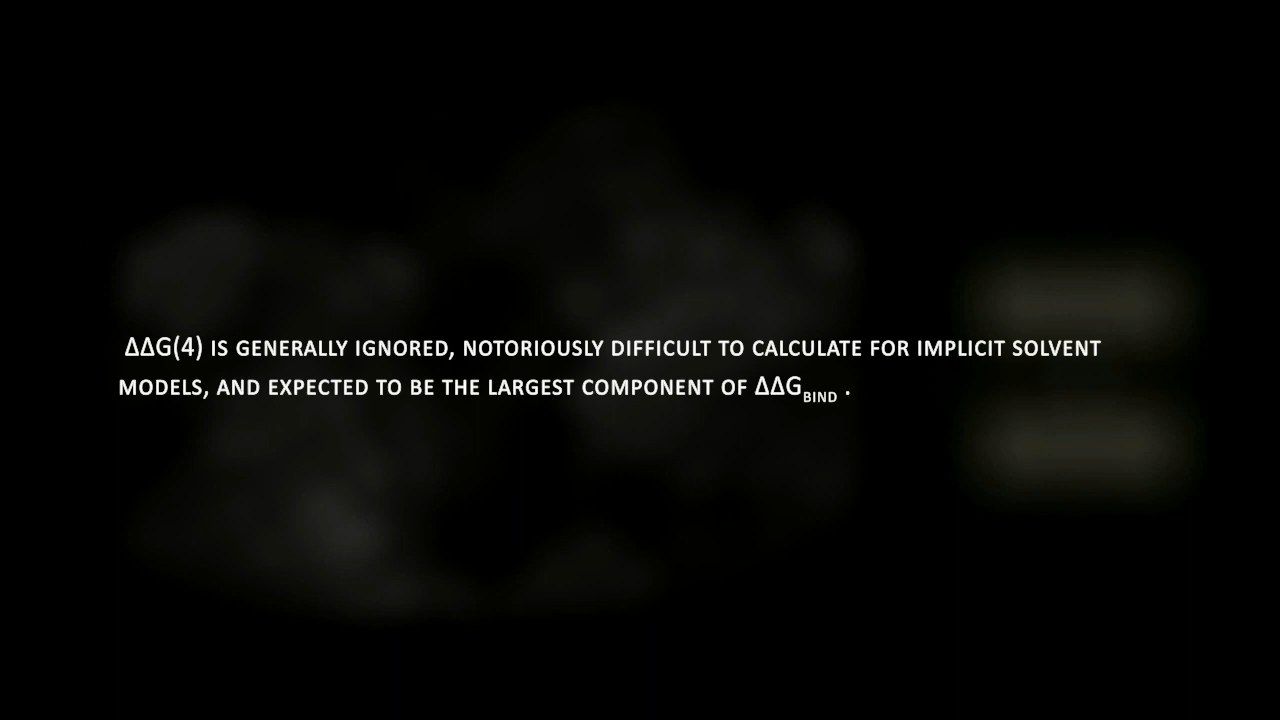 ΔΔG(4) IS GENERALLY IGNORED, NOTORIOUSLY DIFFICULT TO CALCULATE FOR IMPLICIT SOLVENT
MODELS, AND EXPECTED TO BE THE LARGEST COMPONENT OF ΔΔG_BIND .